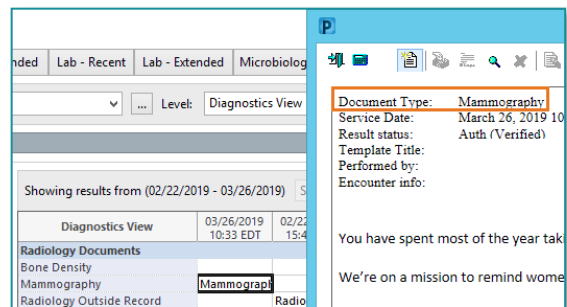 nded Lab - Recent Lab - Extended Microbiolog
... Level: Diagnostics View
Showing results from (02/22/2019 - 03/26/2019) S
Diagnostics View 03/26/2019 10:33 EDT 02/22 15:4
Radiology Documents
Bone Density
Mammography Mammograph
Radiology Outside Record Radio
P
Document Type: Mammography
Service Date: March 26, 2019 10
Result status: Auth (Verified)
Template Title:
Performed by:
Encounter info:
You have spent most of the year taki
We're on a mission to remind wome